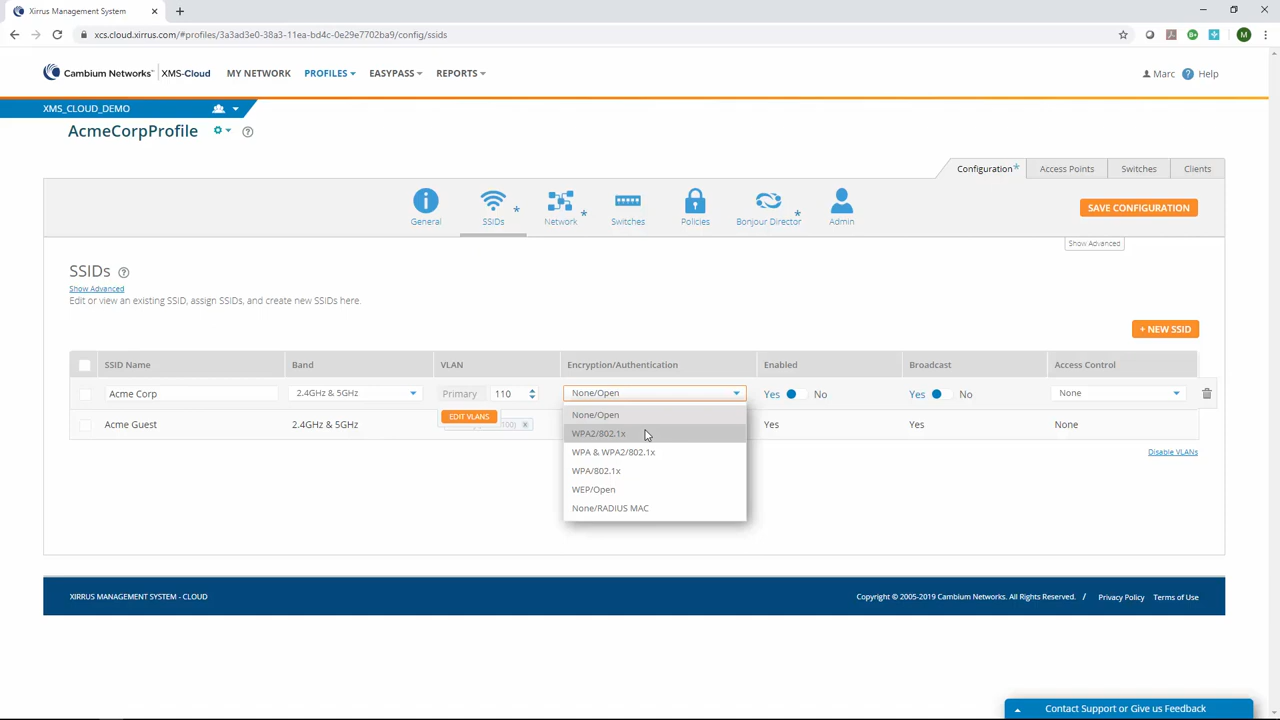 Xirrus Management System
xcs.cloud.xirrus.com/#profiles/3a3ad3e0-38a3-11ea-bd4c-0e29e7702ba9/config/ssids
M
Cambium Networks™ | XMS-Cloud
MY NETWORK
PROFILES
EASYPASS
REPORTS
Marc
? Help
XMS_CLOUD_DEMO
AcmeCorpProfile
?
Configuration*
Access Points
Switches
Clients
General
SSIDs
*
Network
*
Switches
Policies
Bonjour Director
*
Admin
SAVE CONFIGURATION
Show Advanced
SSIDs ?
Show Advanced
Edit or view an existing SSID, assign SSIDs, and create new SSIDs here.
+ NEW SSID
SSID Name Band VLAN Encryption/Authentication Enabled Broadcast Access Control
Acme Corp 2.4GHz & 5GHz Primary 110 None/Open Yes No Yes No None
EDIT VLANS
Acme Guest 2.4GHz & 5GHz Yes Yes None
None/Open
WPA2/802.1x
WPA & WPA2/802.1x
WPA/802.1x
WEP/Open
None/RADIUS MAC
Disable VLANs
XIRRUS MANAGEMENT SYSTEM - CLOUD
Copyright © 2005-2019 Cambium Networks. All Rights Reserved. / Privacy Policy Terms of Use
Contact Support or Give us Feedback